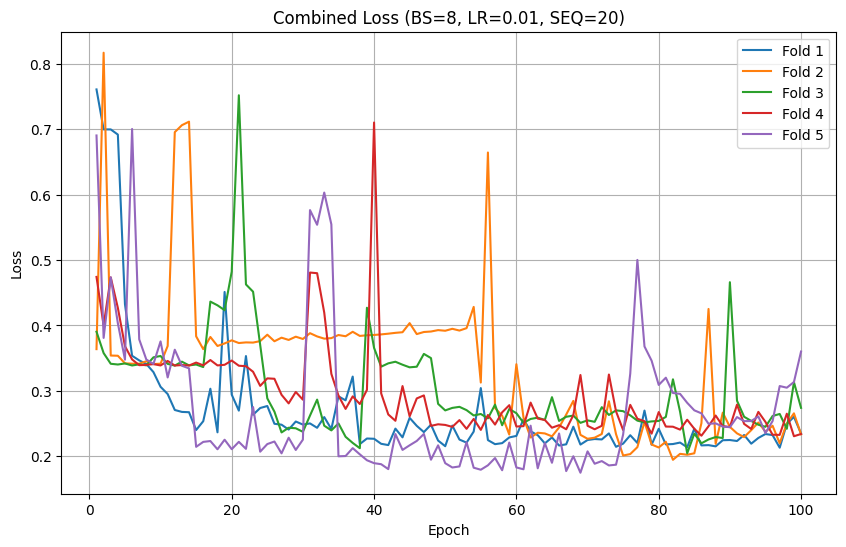 Combined Loss (BS=8, LR=0.01, SEQ=20)
Fold 1
Fold 2
Fold 3
Fold 4
Fold 5
Loss
0.8
0.7
0.6
0.5
0.4
0.3
0.2
0 20 40 60 80 100
Epoch